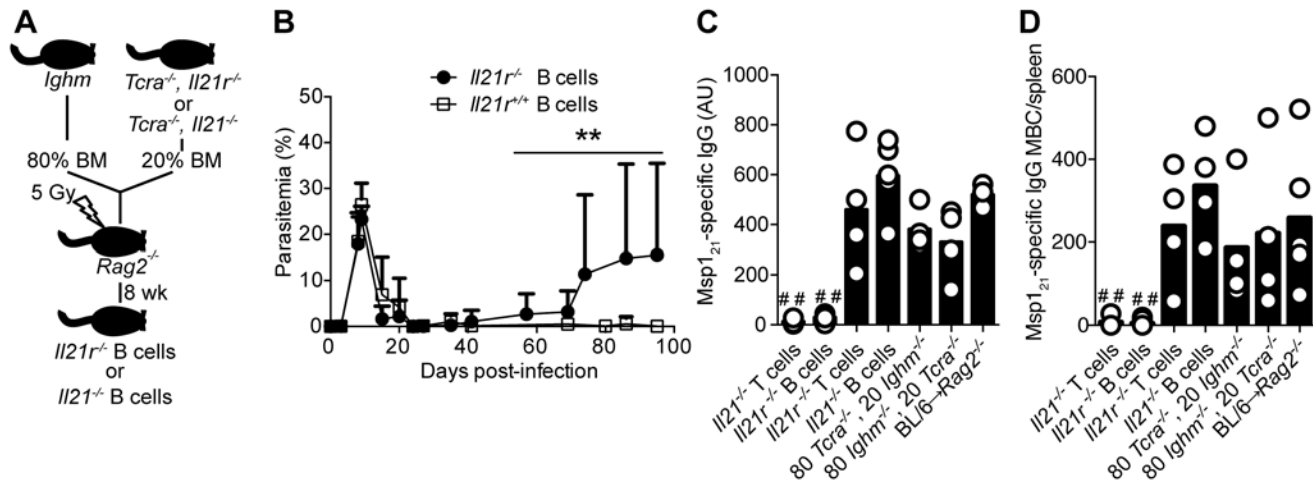 A
Ighm
Tcra-/-, Il21r-/-
or
Tcra-/-, Il21-/-
80% BM
20% BM
5 Gy
Rag2-/-
8 wk
Il21r-/- B cells
or
Il21-/- B cells
B
Il21r-/- B cells
Il21r+/+ B cells
**
Parasitemia (%)
50
40
30
20
10
0
0 20 40 60 80 100
Days post-infection
C
Msp1₂₁-specific IgG (AU)
1000
800
600
400
200
0
## ##
Il21-/- T cells
Il21r-/- B cells
Il21r-/- T cells
Il21-/- B cells
80 Tcra-/-, 20 Ighm-/-
80 Ighm-/-, 20 Tcra-/-
BL/6→Rag2-/-
D
Msp1₂₁-specific IgG MBC/spleen
600
400
200
0
## ##
Il21-/- T cells
Il21r-/- B cells
Il21r-/- T cells
Il21-/- B cells
80 Tcra-/-, 20 Ighm-/-
80 Ighm-/-, 20 Tcra-/-
BL/6→Rag2-/-